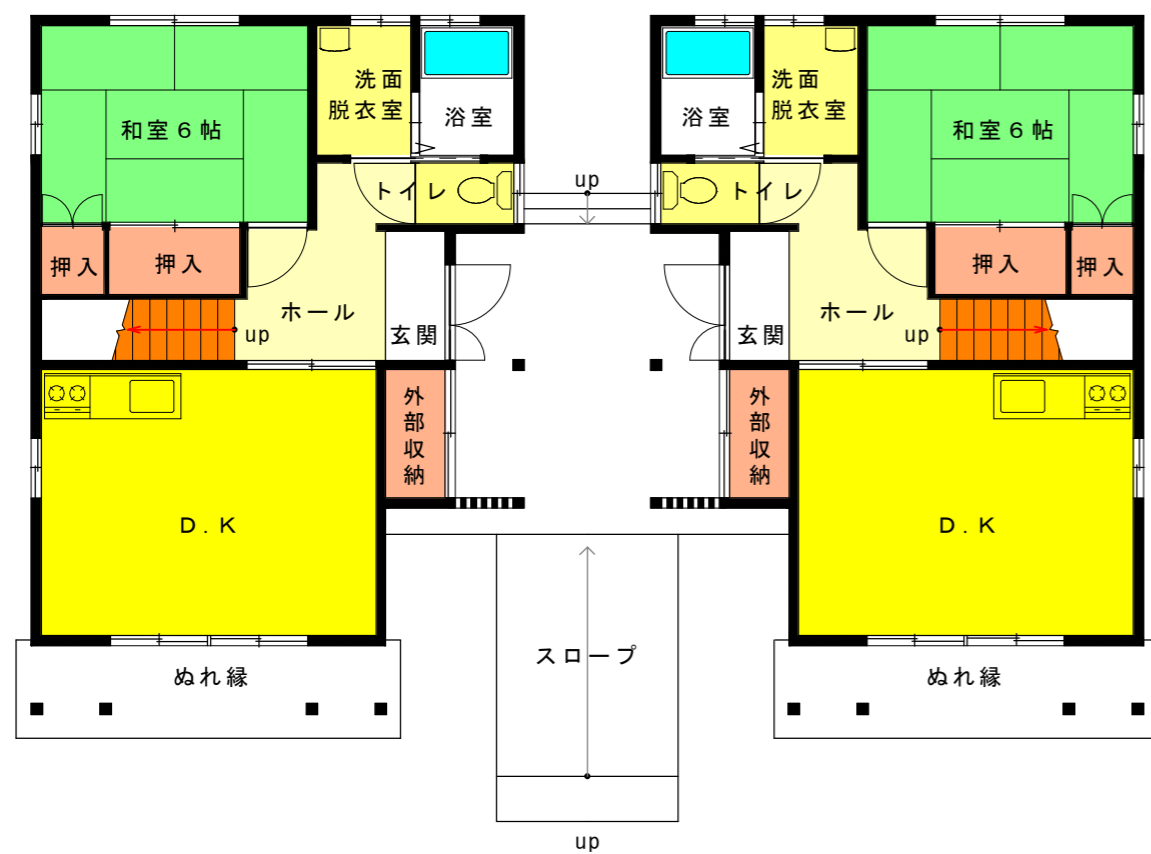 洗面
脱衣室
浴室
和室６帖
トイレ
押入
押入
ホール
up
玄関
外
部
収
納
D.K
ぬれ縁
up
スロープ
up
浴室
洗面
脱衣室
和室６帖
トイレ
押入
押入
玄関
ホール
up
外
部
収
納
D.K
ぬれ縁